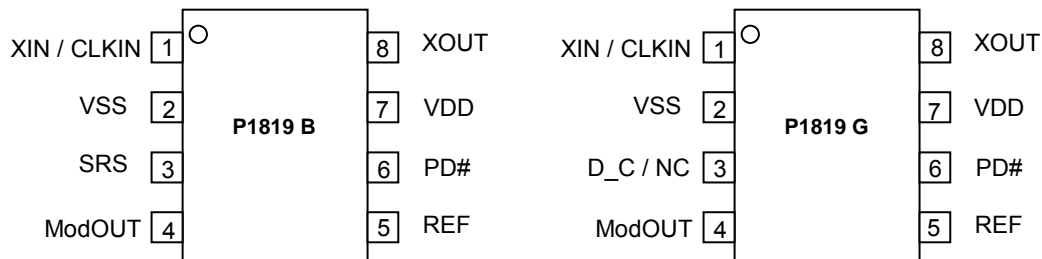 XIN / CLKIN 1 8 XOUT XIN / CLKIN 1 8 XOUT
VSS 2 7 VDD VSS 2 7 VDD
P1819 B P1819 G
SRS 3 6 PD# D_C / NC 3 6 PD#
ModOUT 4 5 REF ModOUT 4 5 REF